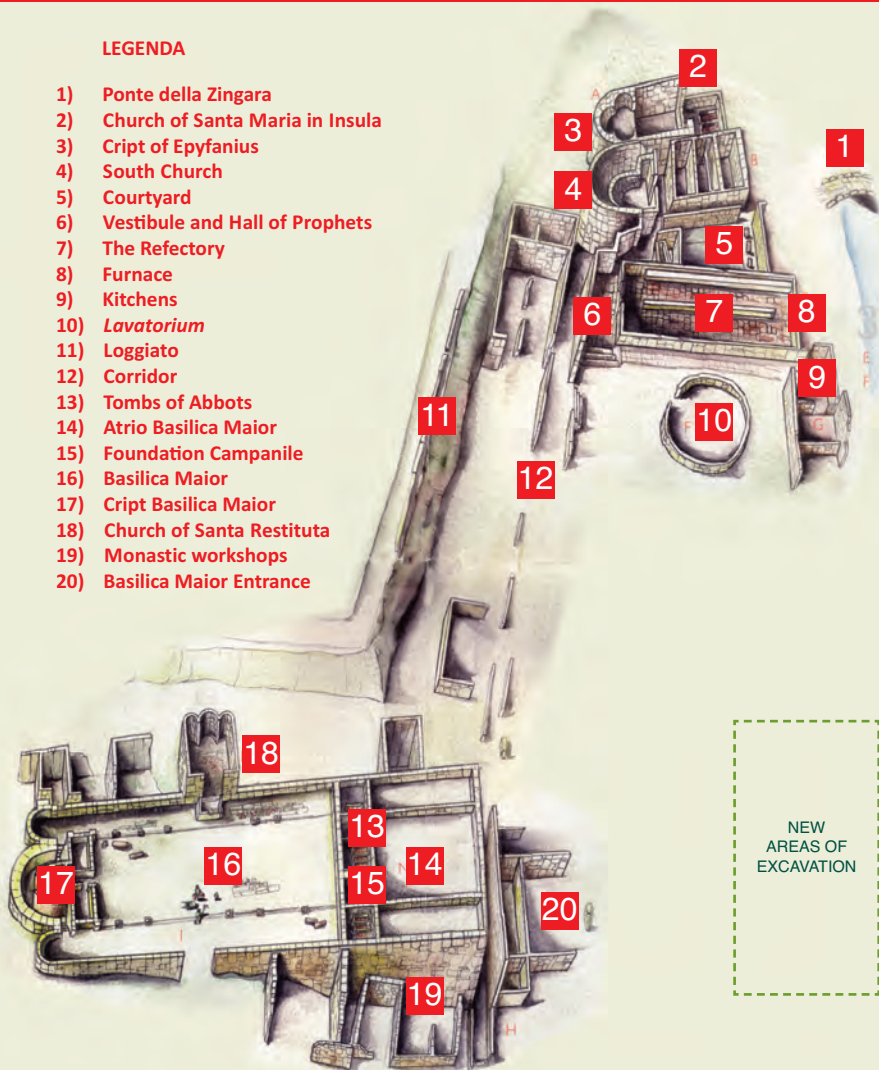 LEGENDA
1) Ponte della Zingara
2) Church of Santa Maria in Insula
3) Cript of Epyfanius
4) South Church
5) Courtyard
6) Vestibule and Hall of Prophets
7) The Refectory
8) Furnace
9) Kitchens
10) Lavatorium
11) Loggiato
12) Corridor
13) Tombs of Abbots
14) Atrio Basilica Maior
15) Foundation Campanile
16) Basilica Maior
17) Cript Basilica Maior
18) Church of Santa Restituta
19) Monastic workshops
20) Basilica Maior Entrance
2
A
3
1
B
4
5
6
7
8
E
F
9
11
F
10
G
12
18
NEW
AREAS OF
EXCAVATION
13
16
N
14
17
15
20
I
19
H